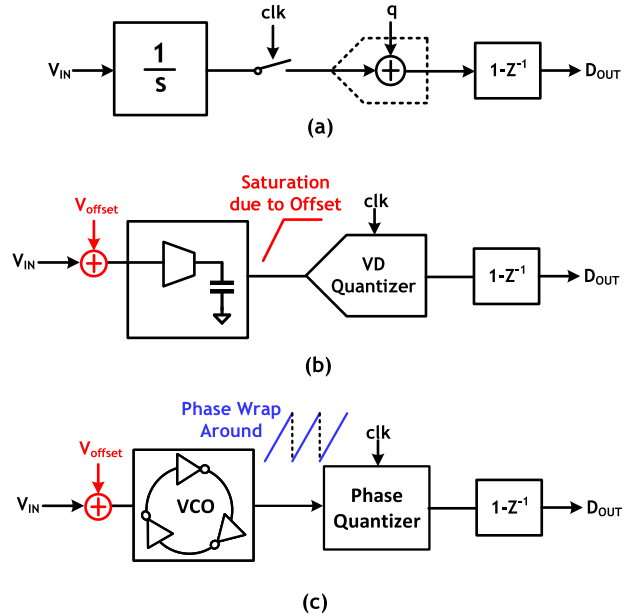 clk
q
V_IN
1
s
1-Z^-1
D_OUT
(a)
Saturation
due to Offset
V_offset
clk
V_IN
VD
Quantizer
1-Z^-1
D_OUT
(b)
Phase Wrap
Around
V_offset
clk
V_IN
VCO
Phase
Quantizer
1-Z^-1
D_OUT
(c)